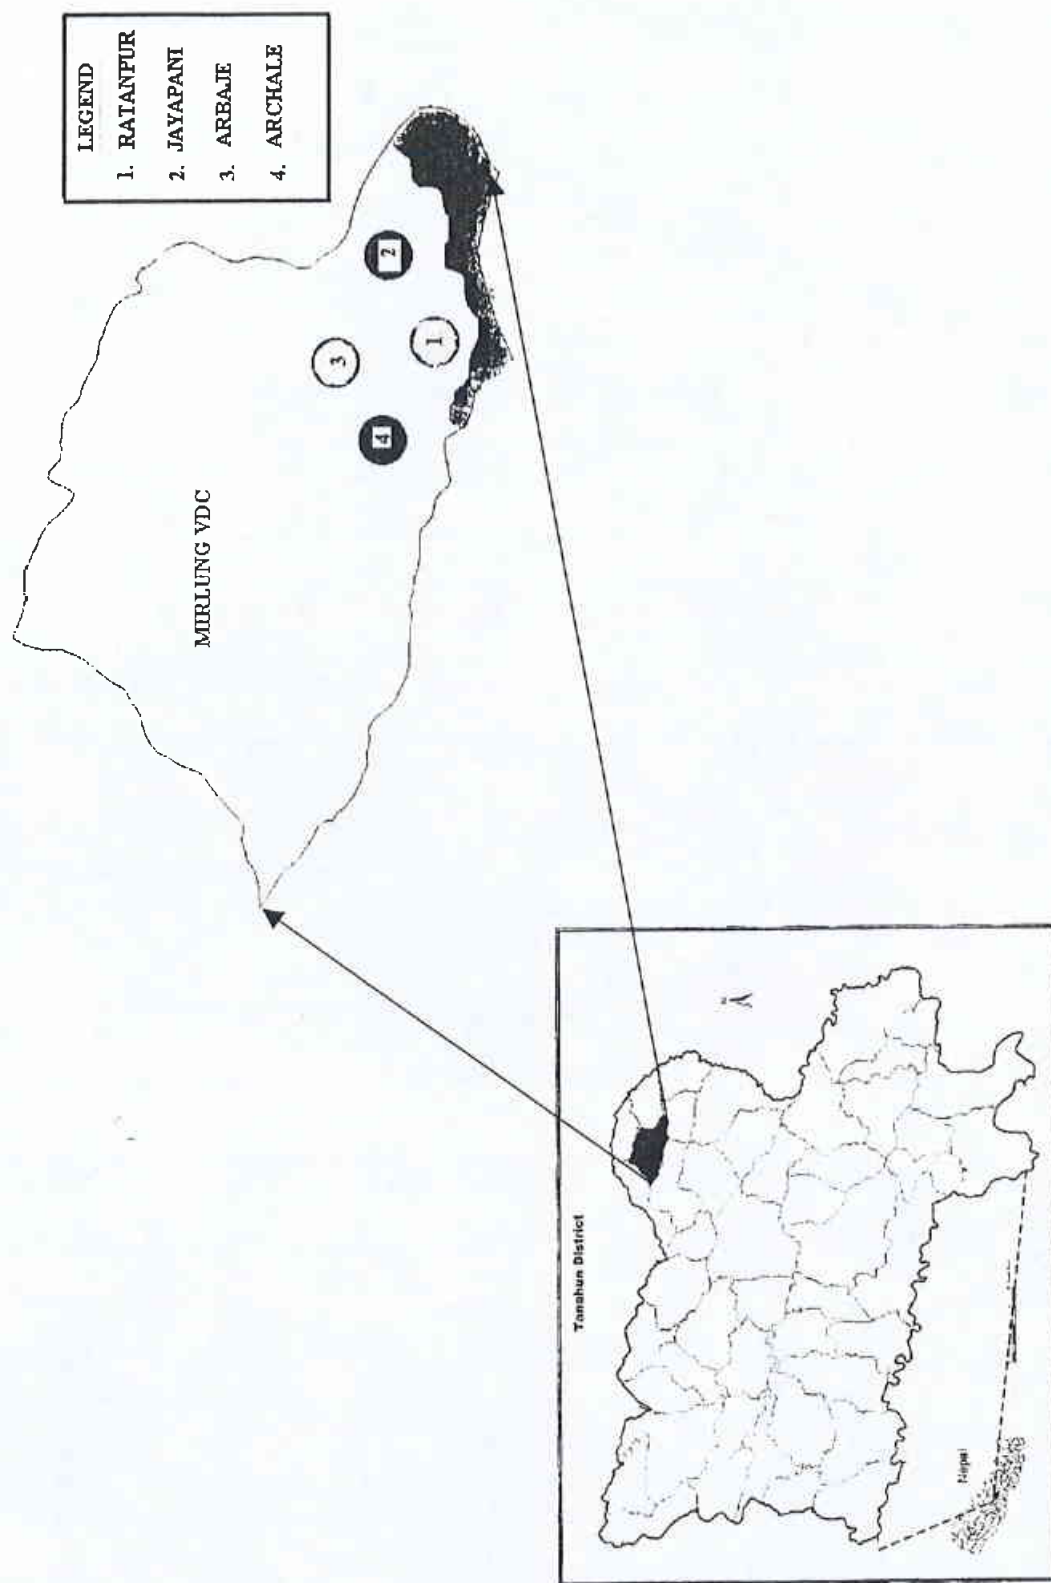 LEGEND
1. RATANPUR
2. JAYAPANI
3. ARBAJE
4. ARCHALE
2
3
1
4
MIRLUNG VDC
Tanahun District
N
Nepal